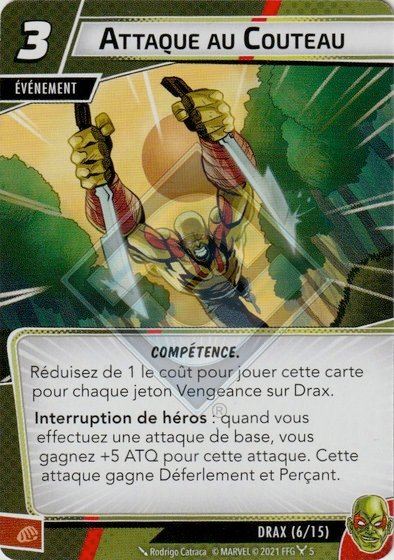 3
ATTAQUE AU COUTEAU
ÉVÉNEMENT
COMPÉTENCE.
Réduisez de 1 le coût pour jouer cette carte
pour chaque jeton Vengeance sur Drax.
Interruption de héros : quand vous
effectuez une attaque de base, vous
gagnez +5 ATQ pour cette attaque. Cette
attaque gagne Déferlement et Perçant.
DRAX (6/15)
Rodrigo Catraca © MARVEL © 2021 FFG 5